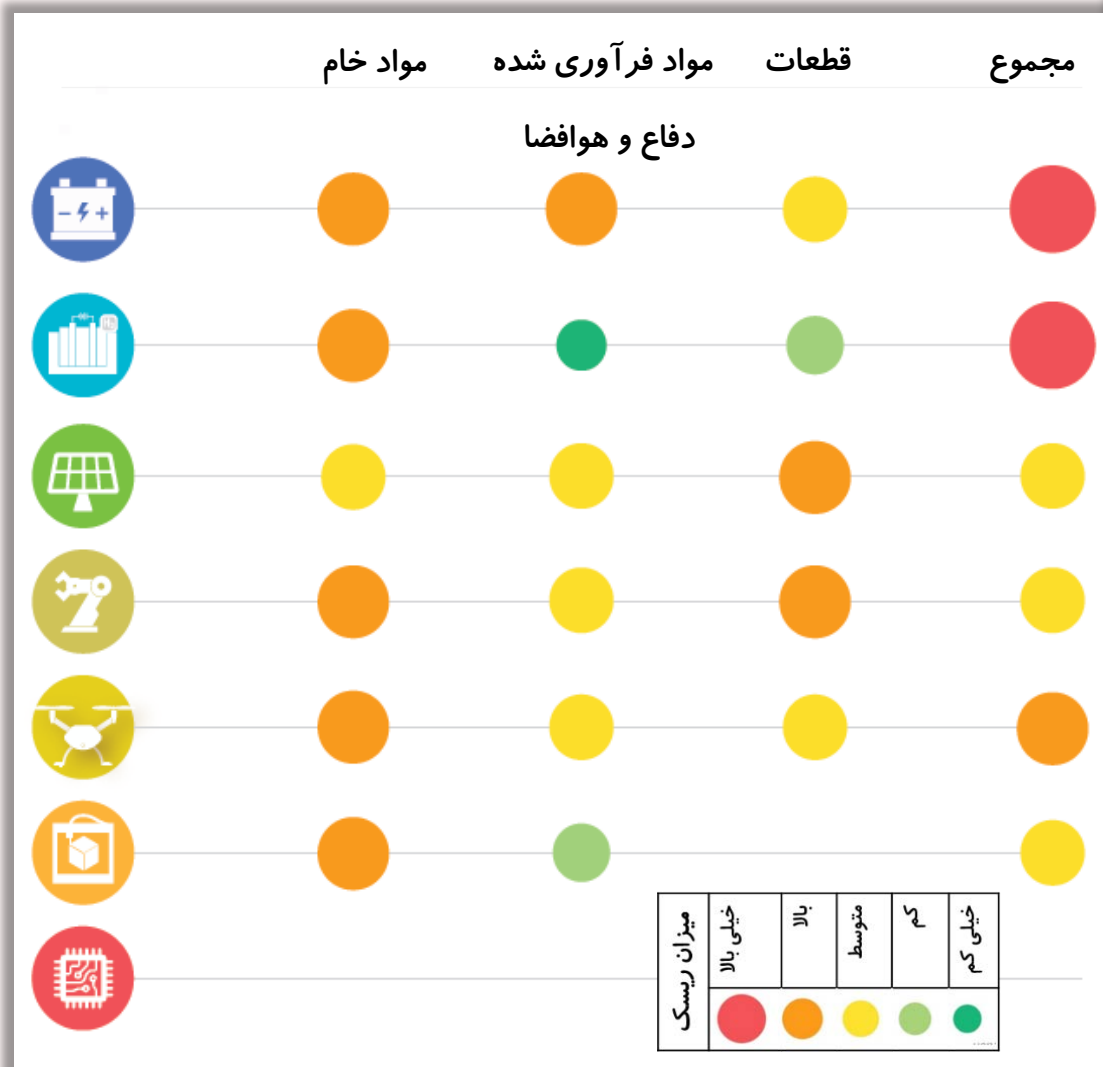 مجموع قطعات مواد فرآوری شده مواد خام
دفاع و هوافضا
- +
میزان ریسک
خیلی بالا
بالا
متوسط
کم
خیلی کم